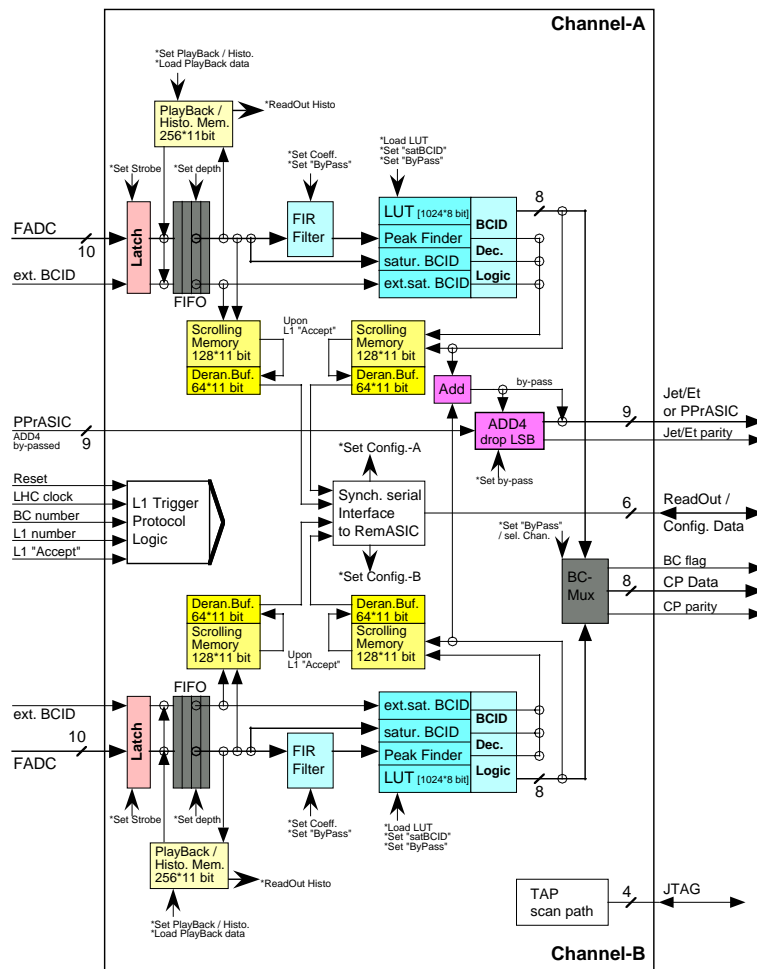 Channel-A
*Set PlayBack / Histo.
*Load PlayBack data
PlayBack /
Histo. Mem.
256*11bit
*ReadOut Histo
*Set Strobe
*Set depth
*Set Coeff.
*Set "ByPass"
*Load LUT
*Set "satBCID"
*Set "ByPass"
FADC
10
ext. BCID
Latch
FIFO
FIR
Filter
LUT [1024*8 bit]
Peak Finder
satur. BCID
ext.sat. BCID
BCID
Dec.
Logic
8
Scrolling
Memory
128*11 bit
Deran.Buf.
64*11 bit
Upon
L1 "Accept"
Scrolling
Memory
128*11 bit
Deran.Buf.
64*11 bit
Add
by-pass
ADD4
drop LSB
*Set by-pass
9
Jet/Et
or PPrASIC
Jet/Et parity
PPrASIC
ADD4
by-passed
9
*Set Config.-A
Synch. serial
Interface
to RemASIC
*Set Config.-B
6
ReadOut /
Config. Data
Reset
LHC clock
BC number
L1 number
L1 "Accept"
L1 Trigger
Protocol
Logic
*Set "ByPass"
/ sel. Chan.
BC-
Mux
BC flag
8
CP Data
CP parity
Deran.Buf.
64*11 bit
Scrolling
Memory
128*11 bit
Upon
L1 "Accept"
Deran.Buf.
64*11 bit
Scrolling
Memory
128*11 bit
ext. BCID
FADC
10
Latch
FIFO
FIR
Filter
ext.sat. BCID
satur. BCID
Peak Finder
LUT [1024*8 bit]
BCID
Dec.
Logic
8
*Set Strobe
*Set depth
*Set Coeff.
*Set "ByPass"
*Load LUT
*Set "satBCID"
*Set "ByPass"
PlayBack /
Histo. Mem.
256*11 bit
*ReadOut Histo
*Set PlayBack / Histo.
*Load PlayBack data
TAP
scan path
4
JTAG
Channel-B